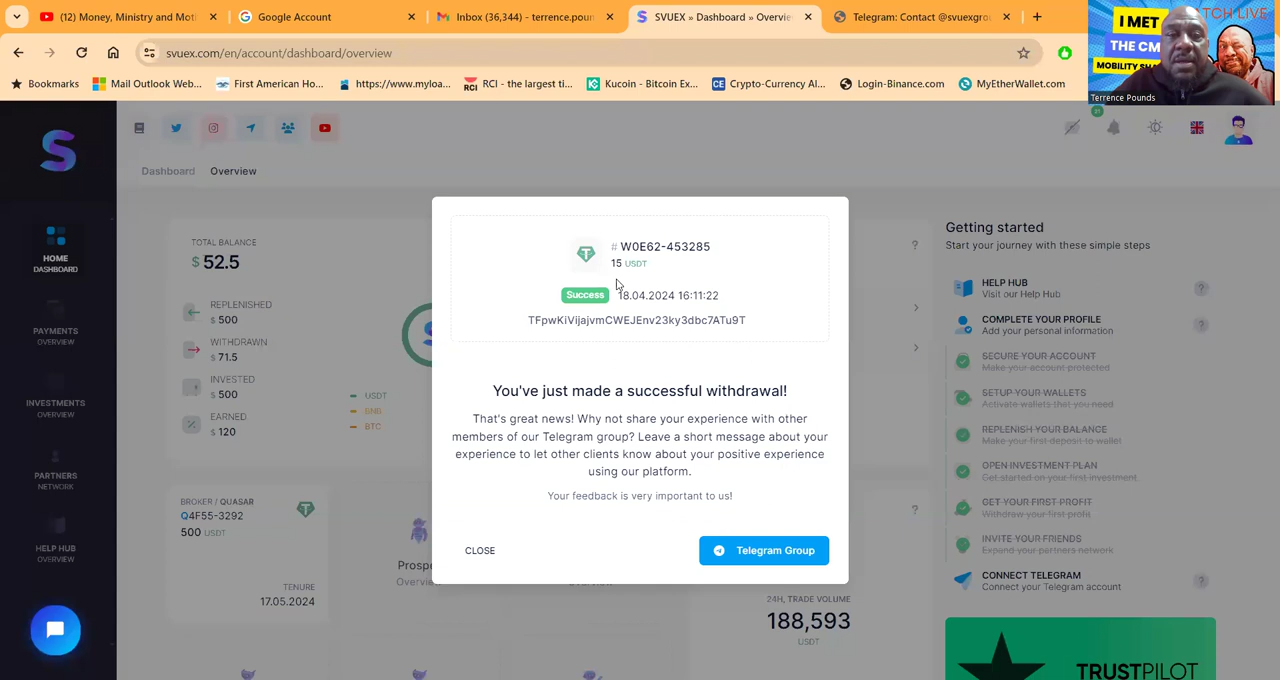 (12) Money, Ministry and Mot
Google Account
Inbox (36,344) - terrence.poun
SVUEX » Dashboard » Overvie
Telegram: Contact @svuexgrou
svuex.com/en/account/dashboard/overview
Bookmarks
Mail Outlook Web...
First American Ho...
https://www.myloa...
RCI - the largest ti...
Kucoin - Bitcoin Ex...
Crypto-Currency Al...
Login-Binance.com
MyEtherWallet.com
I MET
THE CM
MOBILITY SHA
TCH LIVE
Terrence Pounds
21
Dashboard
Overview
HOME
DASHBOARD
PAYMENTS
OVERVIEW
INVESTMENTS
OVERVIEW
PARTNERS
NETWORK
HELP HUB
OVERVIEW
TOTAL BALANCE
$ 52.5
REPLENISHED
$ 500
WITHDRAWN
$ 71.5
INVESTED
$ 500
EARNED
$ 120
USDT
BNB
BTC
# W0E62-453285
15 USDT
Success
18.04.2024 16:11:22
TFpwKiVijajvmCWEJEnv23ky3dbc7ATu9T
You've just made a successful withdrawal!
That's great news! Why not share your experience with other
members of our Telegram group? Leave a short message about your
experience to let other clients know about your positive experience
using our platform.
Your feedback is very important to us!
CLOSE
Telegram Group
BROKER / QUASAR
Q4F55-3292
500 USDT
TENURE
17.05.2024
Prospe
Overview
24H, TRADE VOLUME
188,593
USDT
Getting started
Start your journey with these simple steps
HELP HUB
Visit our Help Hub
COMPLETE YOUR PROFILE
Add your personal information
SECURE YOUR ACCOUNT
Make your account protected
SETUP YOUR WALLETS
Activate wallets that you need
REPLENISH YOUR BALANCE
Make your first deposit to wallet
OPEN INVESTMENT PLAN
Get started on your first investment.
GET YOUR FIRST PROFIT
Withdraw your first profit
INVITE YOUR FRIENDS
Expand your partners network
CONNECT TELEGRAM
Connect your Telegram account
TRUSTPILOT